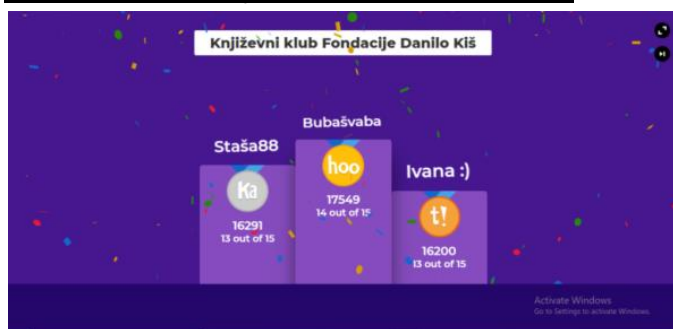 Književni klub Fondacije Danilo Kiš
Bubašvaba
Staša88
hoo
Ivana :)
Ka
17549
14 out of 15
t!
16291
13 out of 15
16200
13 out of 15
Activate Windows
Go to Settings to activate Windows.